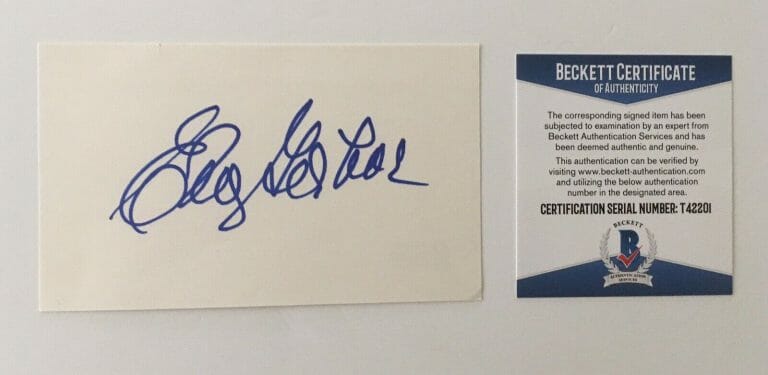 BECKETT CERTIFICATE
OF AUTHENTICITY
The corresponding signed item has been
subjected to examination by an expert from
Beckett Authentication Services and has
been deemed authentic and genuine.
This authentication can be verified by
visiting www.beckett-authentication.com
and utilizing the below authentication
number in the designated area.
CERTIFICATION SERIAL NUMBER: T42201
BECKETT
B
AUTHENTICATION
SERVICES